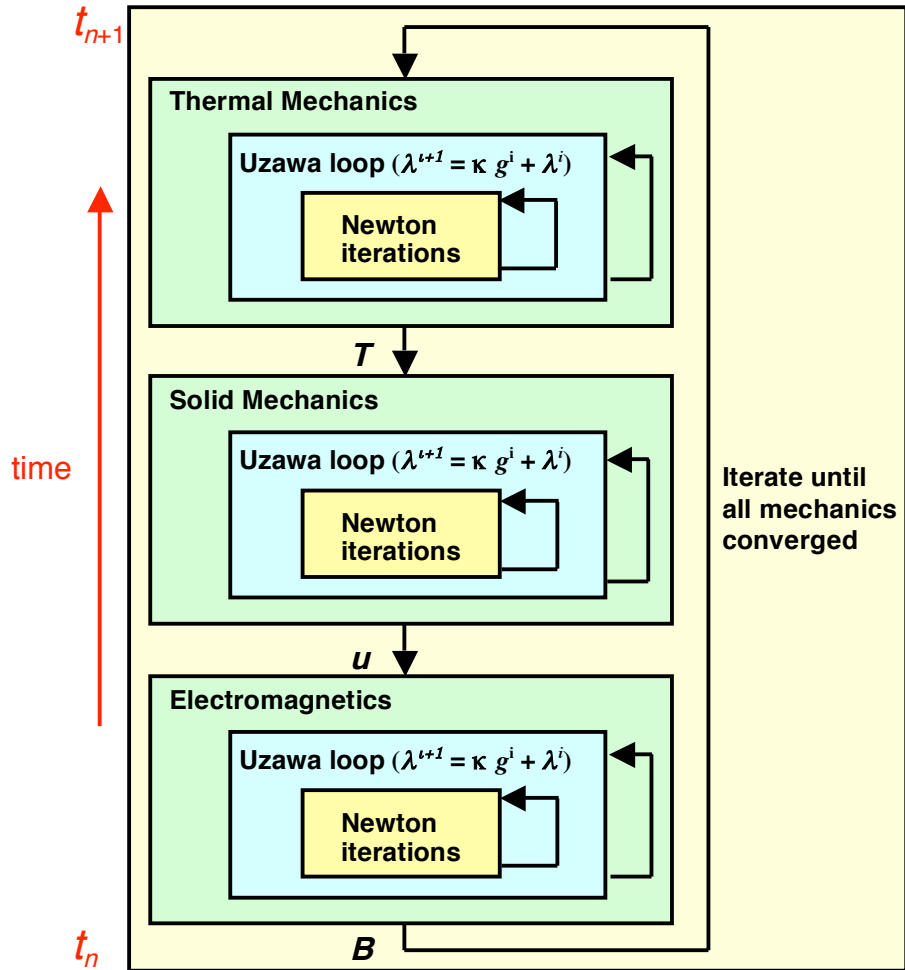 tₙ₊₁
Thermal Mechanics
Uzawa loop (λⁱ⁺¹ = κ gⁱ + λⁱ)
Newton
iterations
T
Solid Mechanics
Uzawa loop (λⁱ⁺¹ = κ gⁱ + λⁱ)
Newton
iterations
time
Iterate until
all mechanics
converged
u
Electromagnetics
Uzawa loop (λⁱ⁺¹ = κ gⁱ + λⁱ)
Newton
iterations
tₙ
B